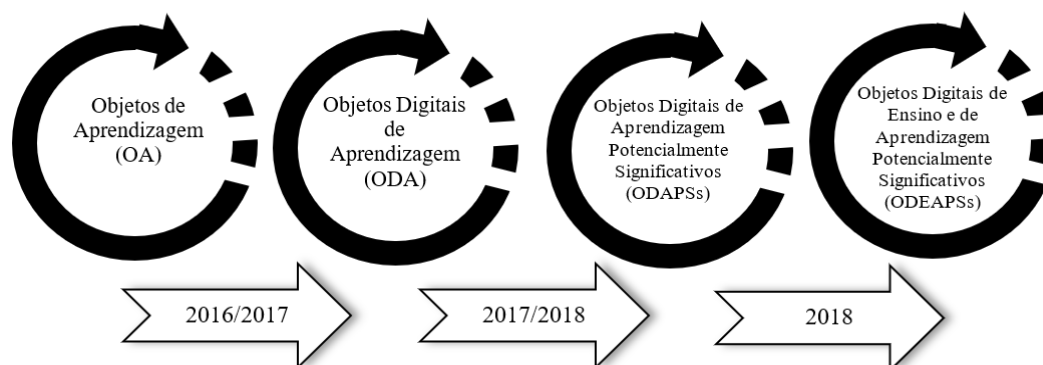 Objetos de
Aprendizagem
(OA)
Objetos Digitais
de
Aprendizagem
(ODA)
Objetos Digitais de
Aprendizagem
Potencialmente
Significativos
(ODAPSs)
Objetos Digitais de
Ensino e de
Aprendizagem
Potencialmente
Significativos
(ODEAPSs)
2016/2017
2017/2018
2018